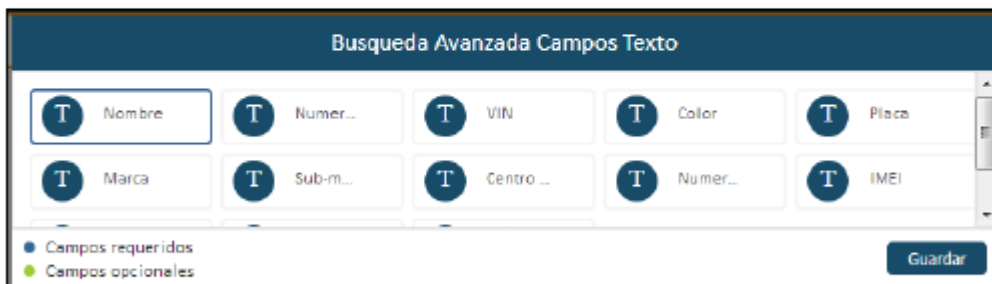 Busqueda Avanzada Campos Texto
T Nombre T Numer... T VIN T Color T Placa
T Marca T Sub-m... T Centro ... T Numer... T IMEI
Campos requeridos
Campos opcionales
Guardar